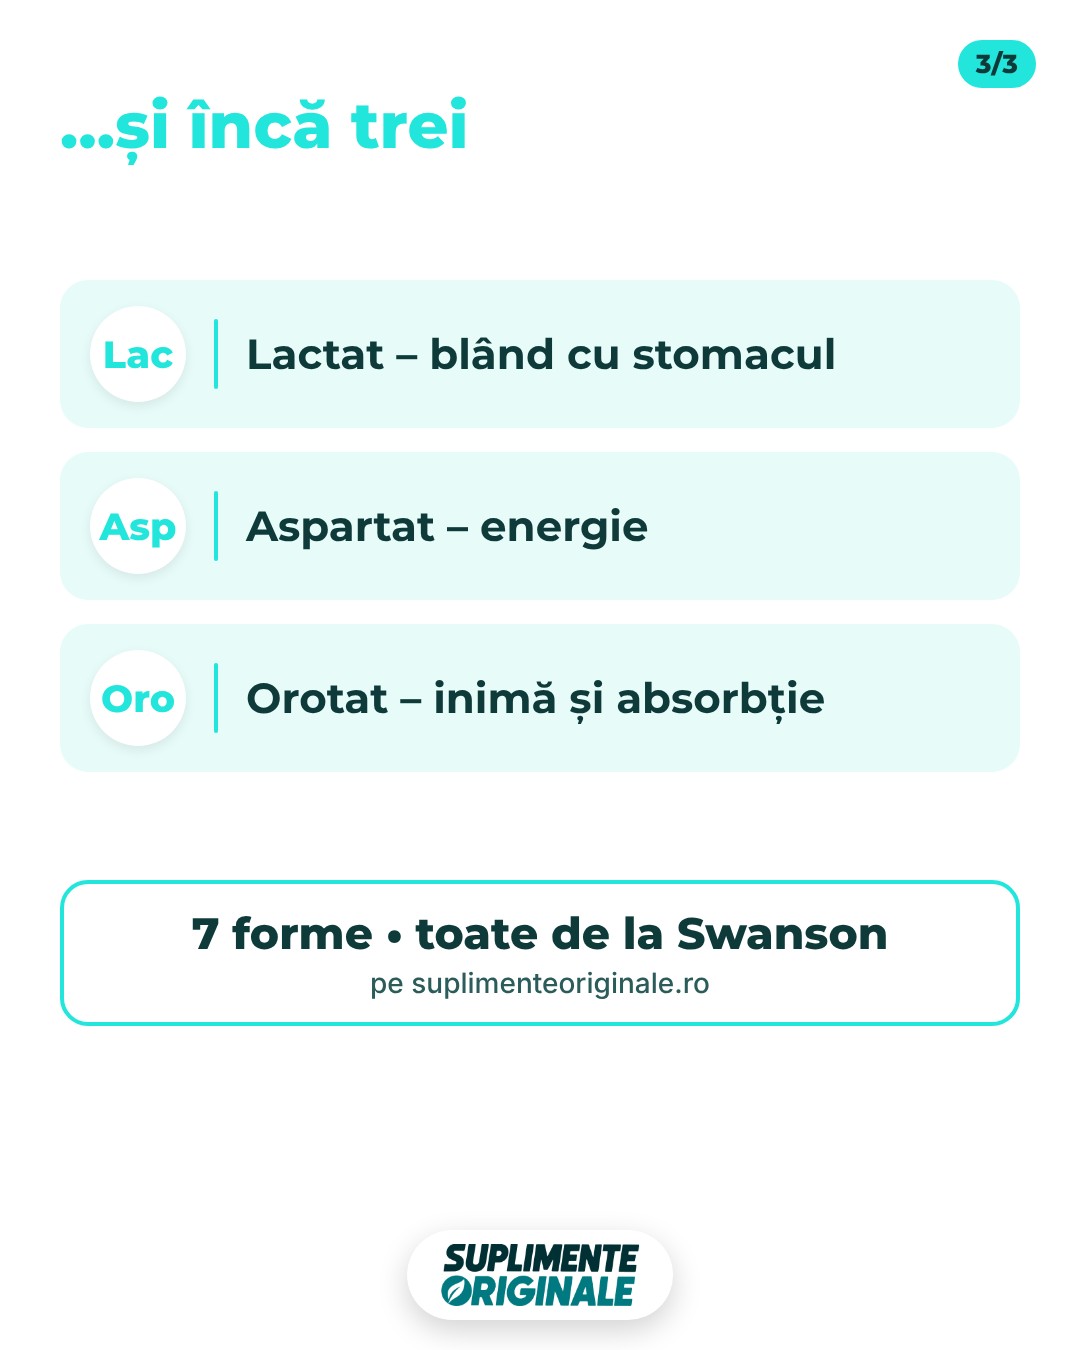 3/3
...și încă trei
Lac
Lactat – blând cu stomacul
Asp
Aspartat – energie
Oro
Orotat – inimă și absorbție
7 forme • toate de la Swanson
pe suplimenteoriginale.ro
SUPLIMENTE
ORIGINALE